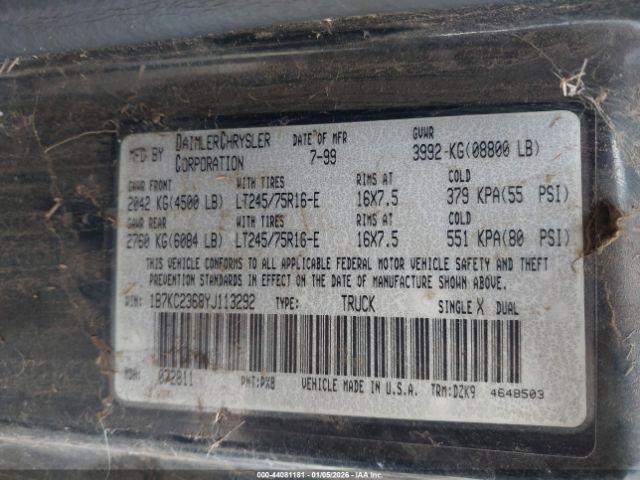 MFD BY DAIMLERCHRYSLER CORPORATION DATE OF MFR 7-99 GVWR 3992-KG(08800 LB)
GAWR FRONT WITH TIRES RIMS AT COLD
2042 KG(4500 LB) LT245/75R16-E 16X7.5 379 KPA(55 PSI)
GAWR REAR WITH TIRES RIMS AT COLD
2760 KG(6084 LB) LT245/75R16-E 16X7.5 551 KPA(80 PSI)
THIS VEHICLE CONFORMS TO ALL APPLICABLE FEDERAL MOTOR VEHICLE SAFETY AND THEFT
PREVENTION STANDARDS IN EFFECT ON THE DATE OF MANUFACTURE SHOWN ABOVE.
VIN: 1B7KC2368YJ113292 TYPE: TRUCK SINGLE X DUAL
MDH: 072811 PNT:PX8 VEHICLE MADE IN U.S.A. TRM:DZK9 4648503
000-44081181 - 01/05/2026 - IAA Inc.